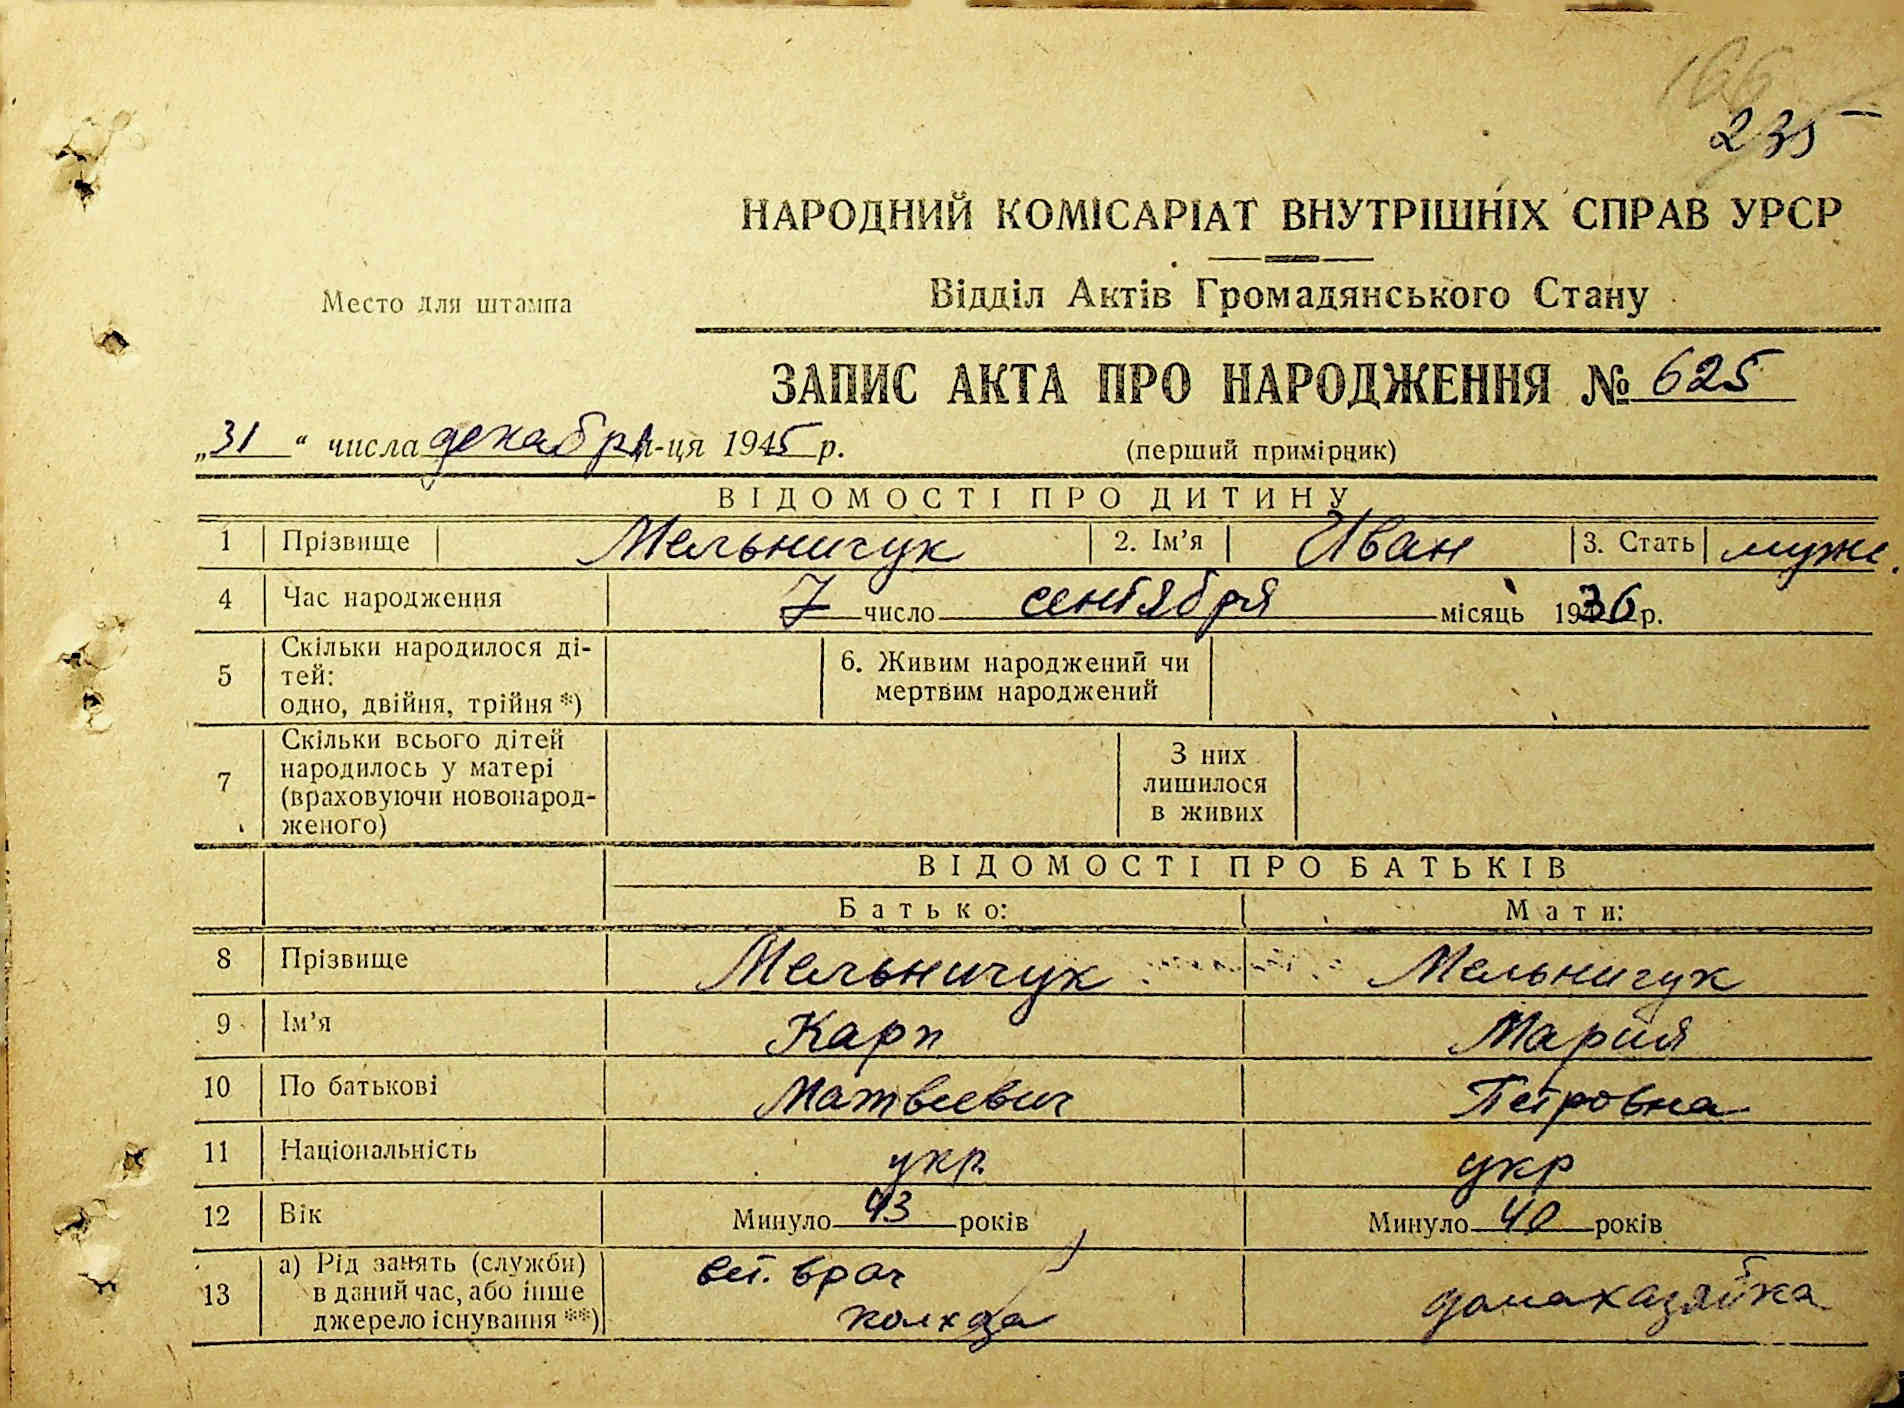 166
235
НАРОДНИЙ КОМІСАРІАТ ВНУТРІШНІХ СПРАВ УРСР
Место для штампа
Відділ Актів Громадянського Стану
ЗАПИС АКТА ПРО НАРОДЖЕННЯ № 625
„31“ числа декабря м-ця 1945 р. (перший примірник)
ВІДОМОСТІ ПРО ДИТИНУ
1 Прізвище Мельничук 2. Ім’я Иван 3. Стать муж.
4 Час народження 7 число сентября місяць 1936 р.
5 Скільки народилося ді-
тей:
одно, двійня, трійня *)
6. Живим народжений чи
мертвим народжений
7 Скільки всього дітей
народилось у матері
(враховуючи новонарод-
женого)
З них
лишилося
в живих
ВІДОМОСТІ ПРО БАТЬКІВ
Батько: Мати:
8 Прізвище Мельничук Мельничук
9 Ім’я Карп Мария
10 По батькові Матвеевич Петровна
11 Національність укр. укр
12 Вік Минуло 43 років Минуло 40 років
13 а) Рід занять (служби)
в даний час, або інше
джерело існування **)
вет. врач
колхоза
домахазяйка